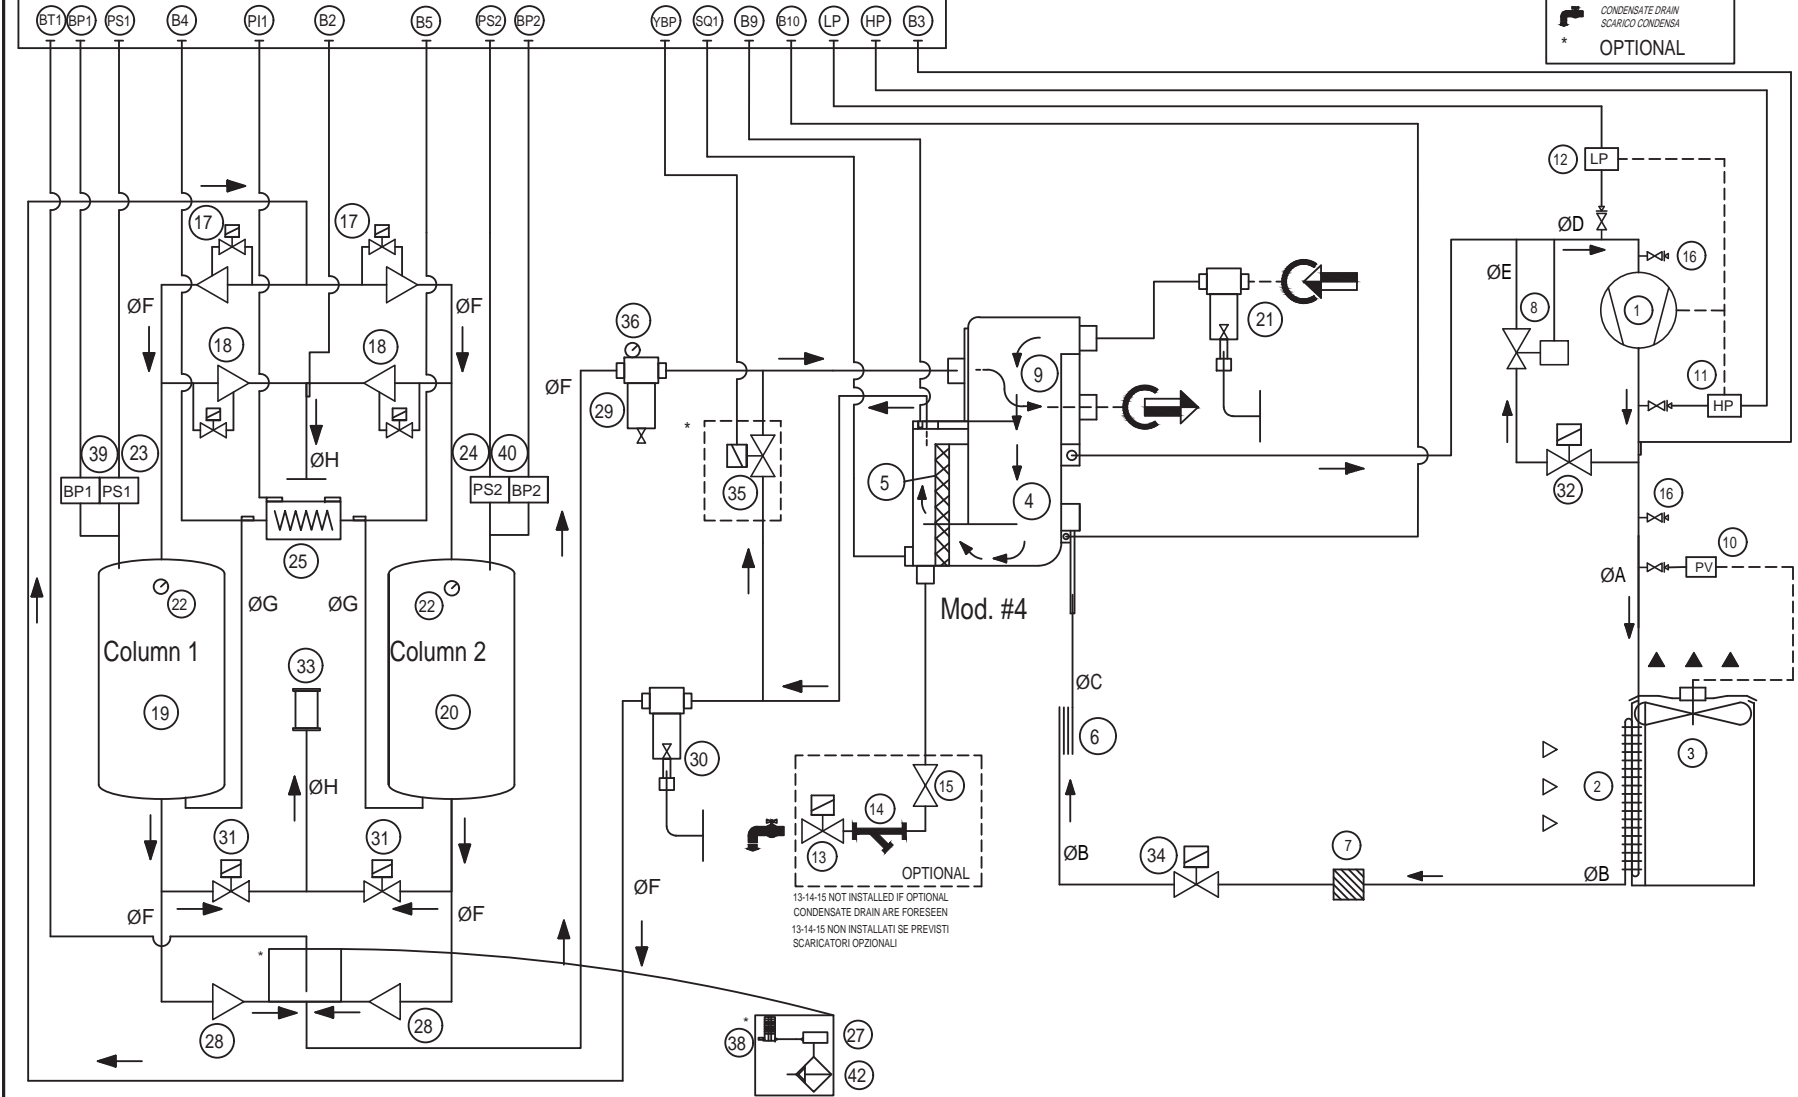 BT1 BP1 PS1 B4 PI1 B2 B5 PS2 BP2 YBP SQ1 B9 B10 LP HP B3
CONDENSATE DRAIN
SCARICO CONDENSA
* OPTIONAL
12 LP
17 17
ØD
16
ØE
8
1
21
ØF ØF
36
18 18
9
11
HP
ØF
29
*
39 23
ØH
24 40
BP1 PS1
PS2 BP2
5
35
4
32
16
25
10
PV
ØA
22
ØG ØG
22
Mod. #4
Column 1
Column 2
33
ØC
19
20
6
3
30
15
2
ØH
14
31 31
13
OPTIONAL
34
7
ØB
ØB
13-14-15 NOT INSTALLED IF OPTIONAL
CONDENSATE DRAIN ARE FORESEEN
13-14-15 NON INSTALLATI SE PREVISTI
SCARICATORI OPZIONALI
ØF
ØF ØF
*
28 28
*
38
27
42